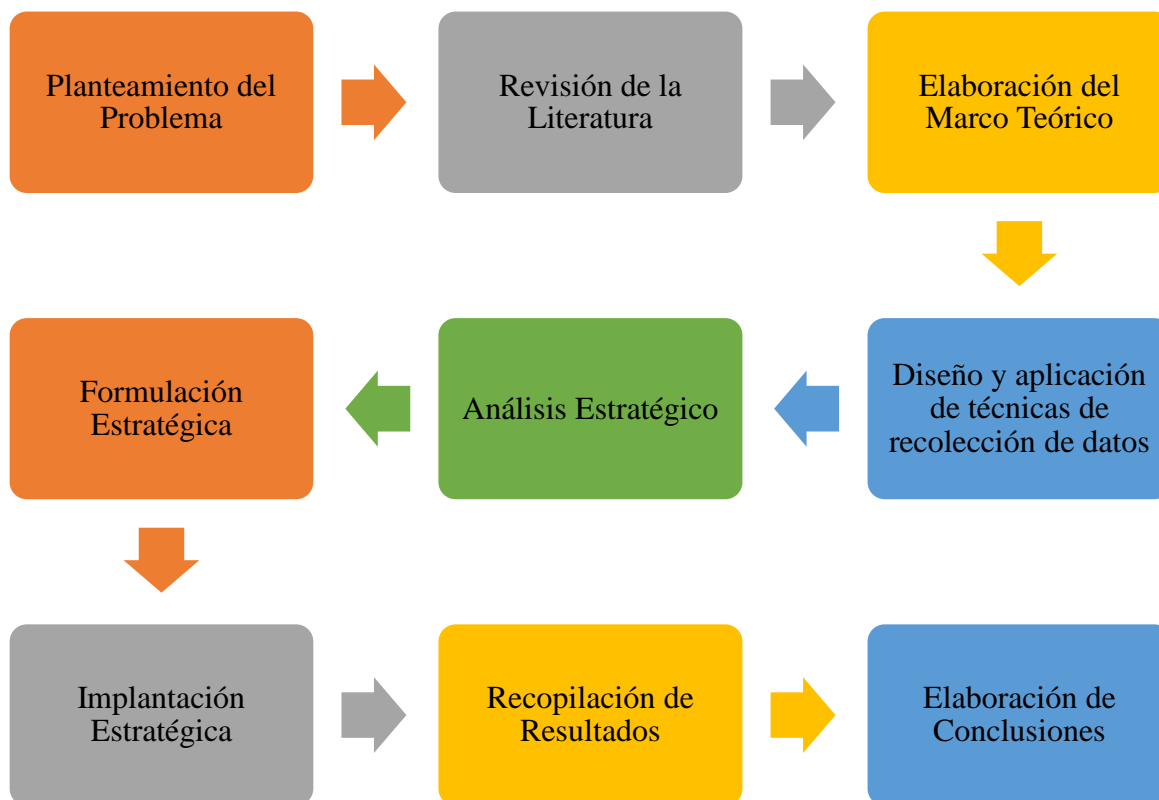 Planteamiento del
Problema
Revisión de la
Literatura
Elaboración del
Marco Teórico
Diseño y aplicación
de técnicas de
recolección de datos
Análisis Estratégico
Formulación
Estratégica
Implantación
Estratégica
Recopilación de
Resultados
Elaboración de
Conclusiones